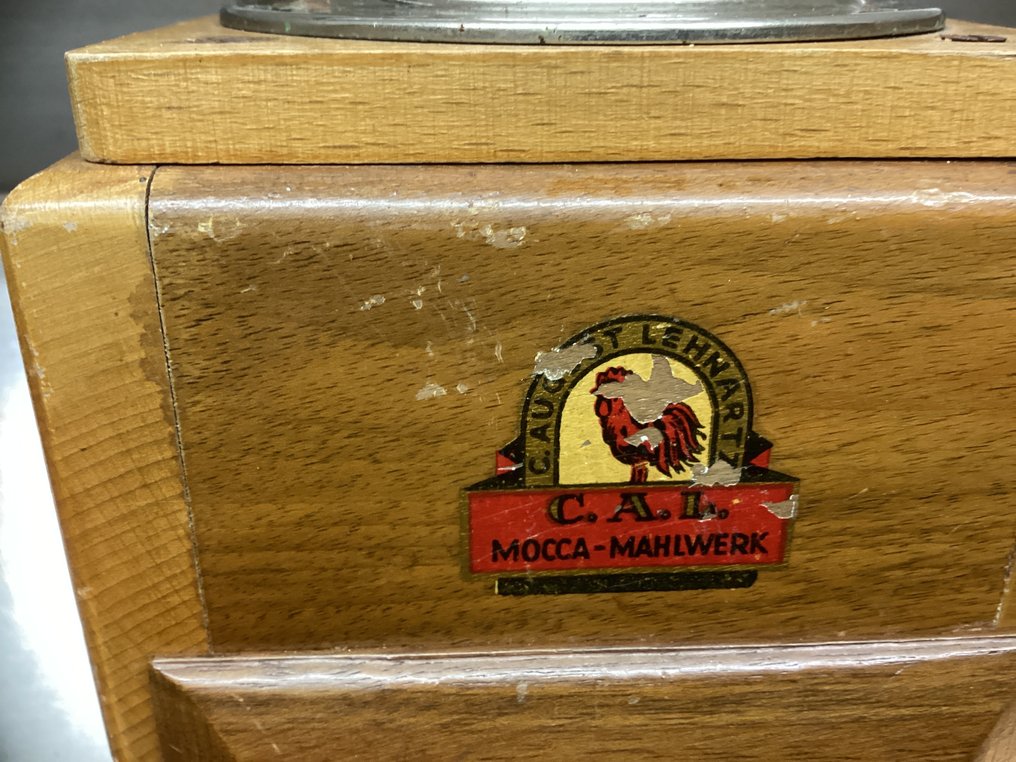 C. AUGUST LEHNARTZ
C. A. L.
MOCCA-MAHLWERK